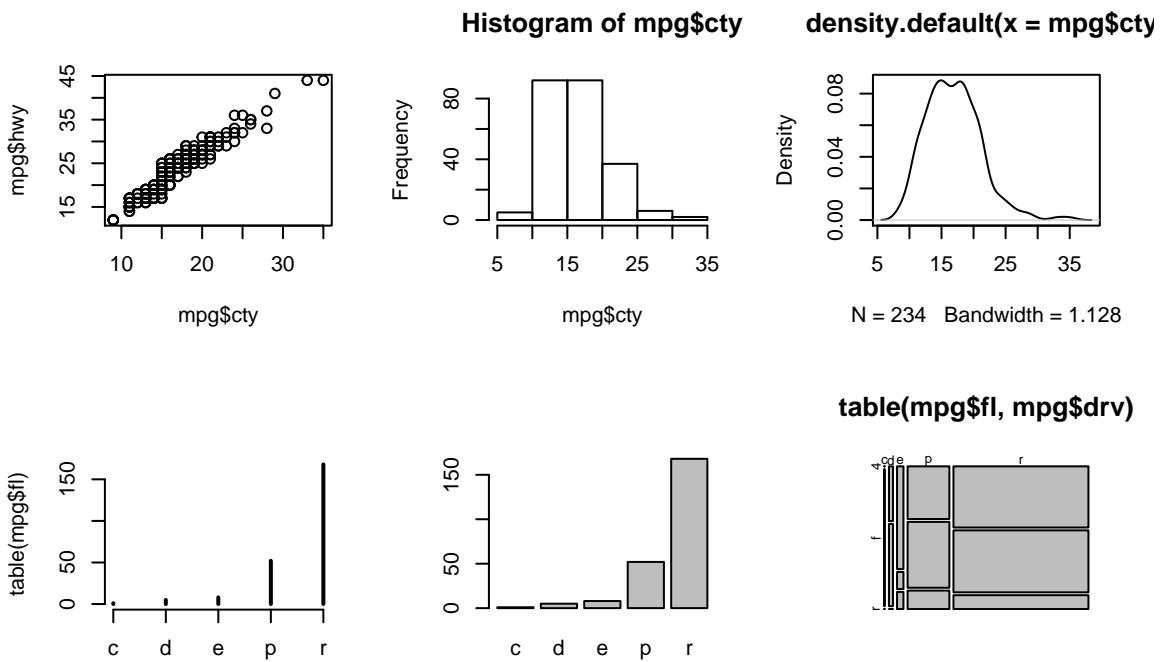 mpg$hwy
45
35
25
15
10 20 30
mpg$cty
Histogram of mpg$cty
Frequency
80
40
0
5 15 25 35
mpg$cty
density.default(x = mpg$cty
Density
0.08
0.04
0.00
5 15 25 35
N = 234 Bandwidth = 1.128
table(mpg$fl)
150
50
0
c d e p r
150
50
0
c d e p r
table(mpg$fl, mpg$drv)
c d e p r
4
f
r